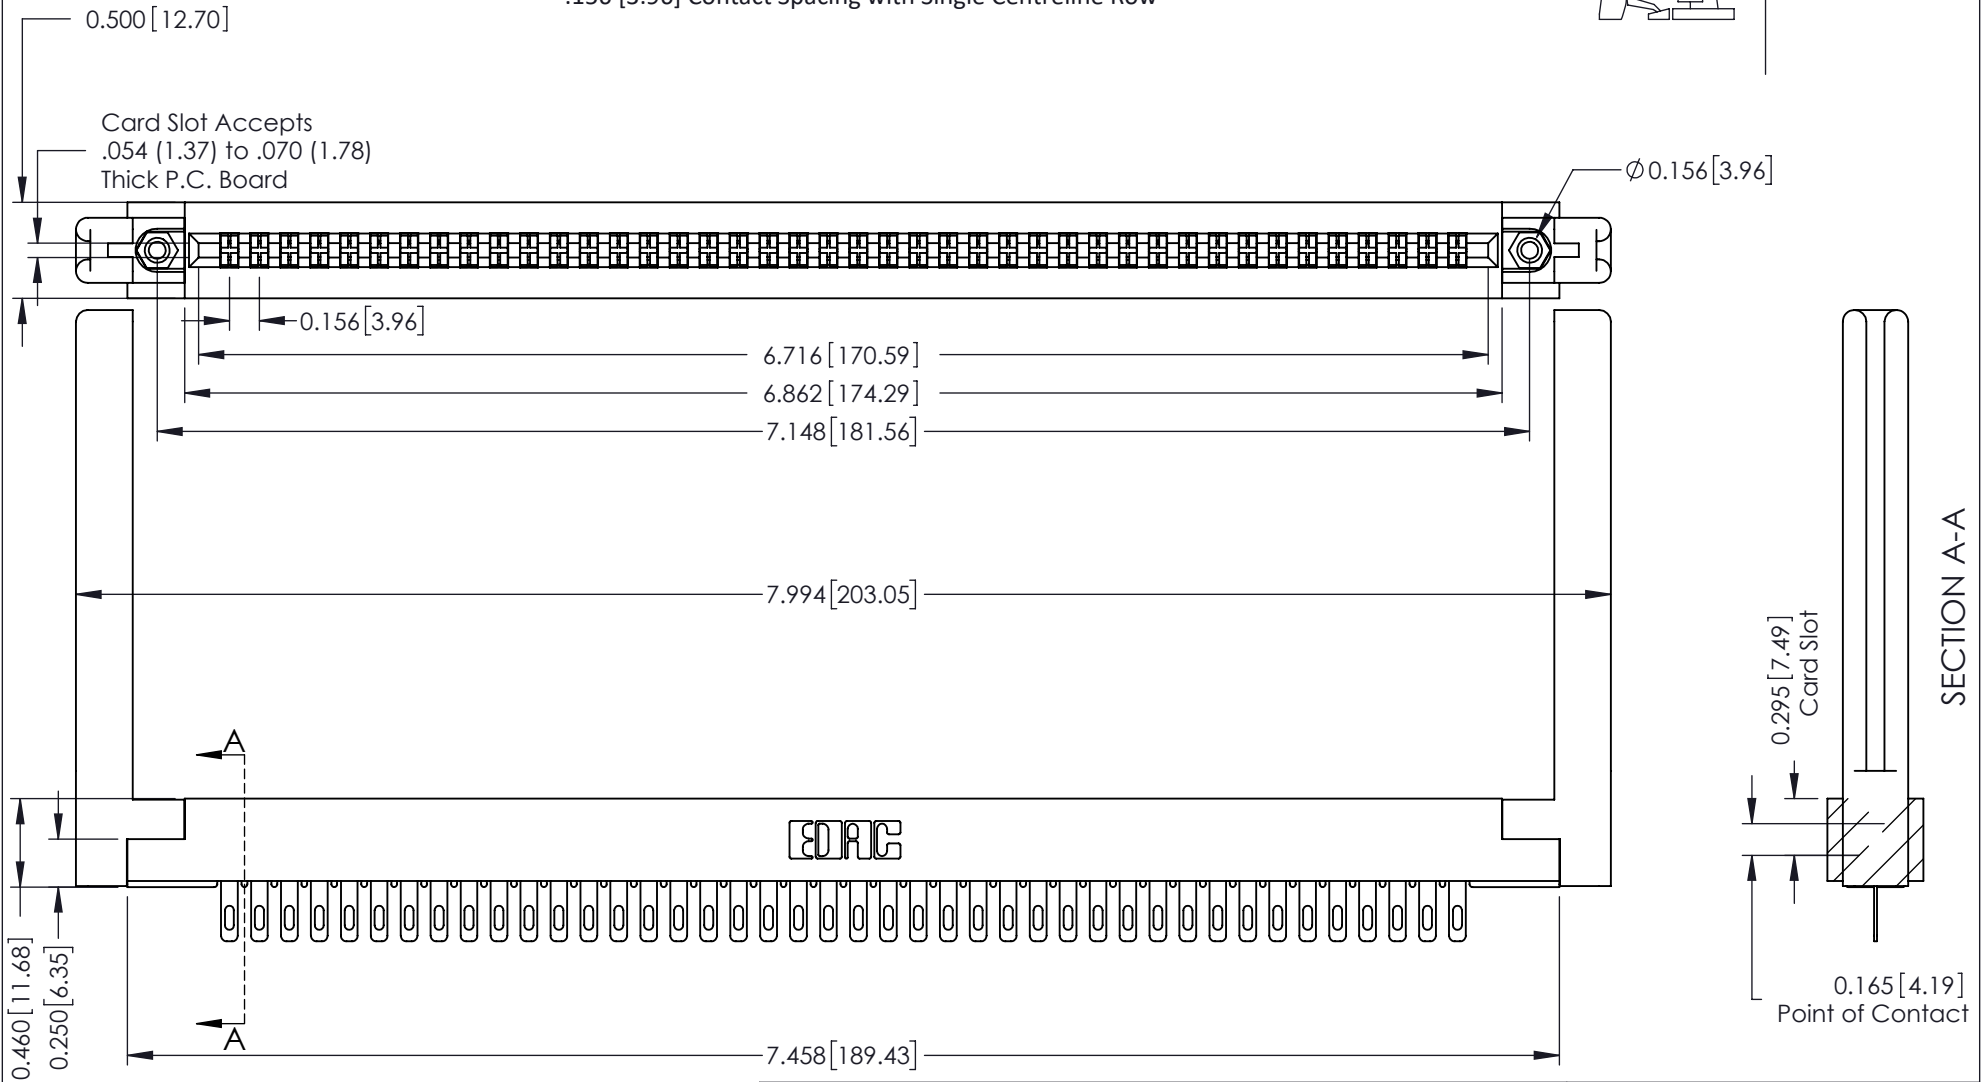 .156 [3.96] Contact Spacing with Single Centreline Row
0.500 [12.70]
Card Slot Accepts
.054 (1.37) to .070 (1.78)
Thick P.C. Board
Ø0.156[3.96]
0.156[3.96]
6.716[170.59]
6.862[174.29]
7.148[181.56]
7.994[203.05]
SECTION A-A
0.295[7.49]
Card Slot
A
EDAC
0.460[11.68]
0.250[6.35]
0.165[4.19]
Point of Contact
A
7.458[189.43]